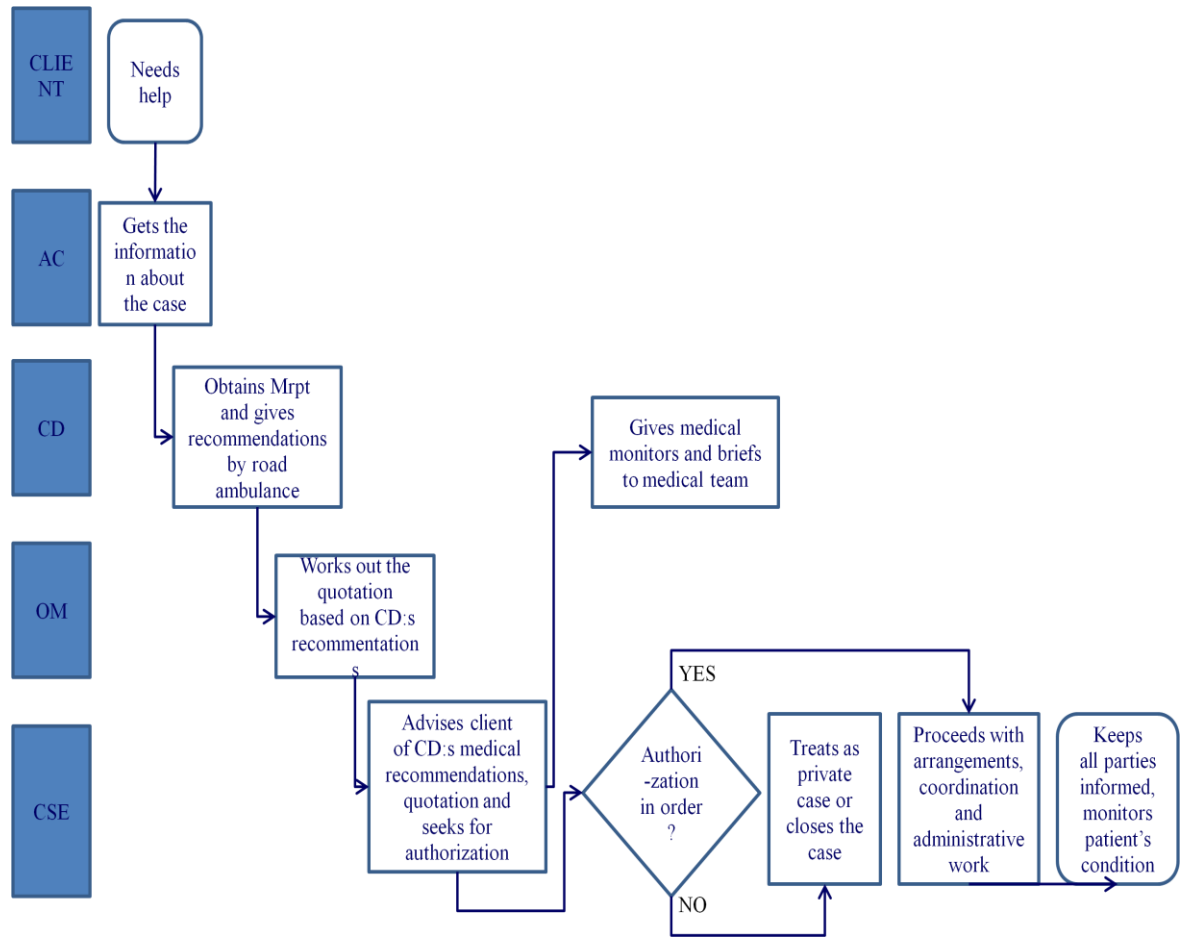 CLIE
NT
Needs
help
AC
Gets the
informatio
n about
the case
CD
Obtains Mrpt
and gives
recommendations
by road
ambulance
Gives medical
monitors and briefs
to medical team
OM
Works out the
quotation
based on CD:s
recommentation
s
CSE
Advises client
of CD:s medical
recommendations,
quotation and
seeks for
authorization
Authori
-zation
in order
?
YES
NO
Treats as
private
case or
closes the
case
Proceeds with
arrangements,
coordination
and
administrative
work
Keeps
all parties
informed,
monitors
patient’s
condition